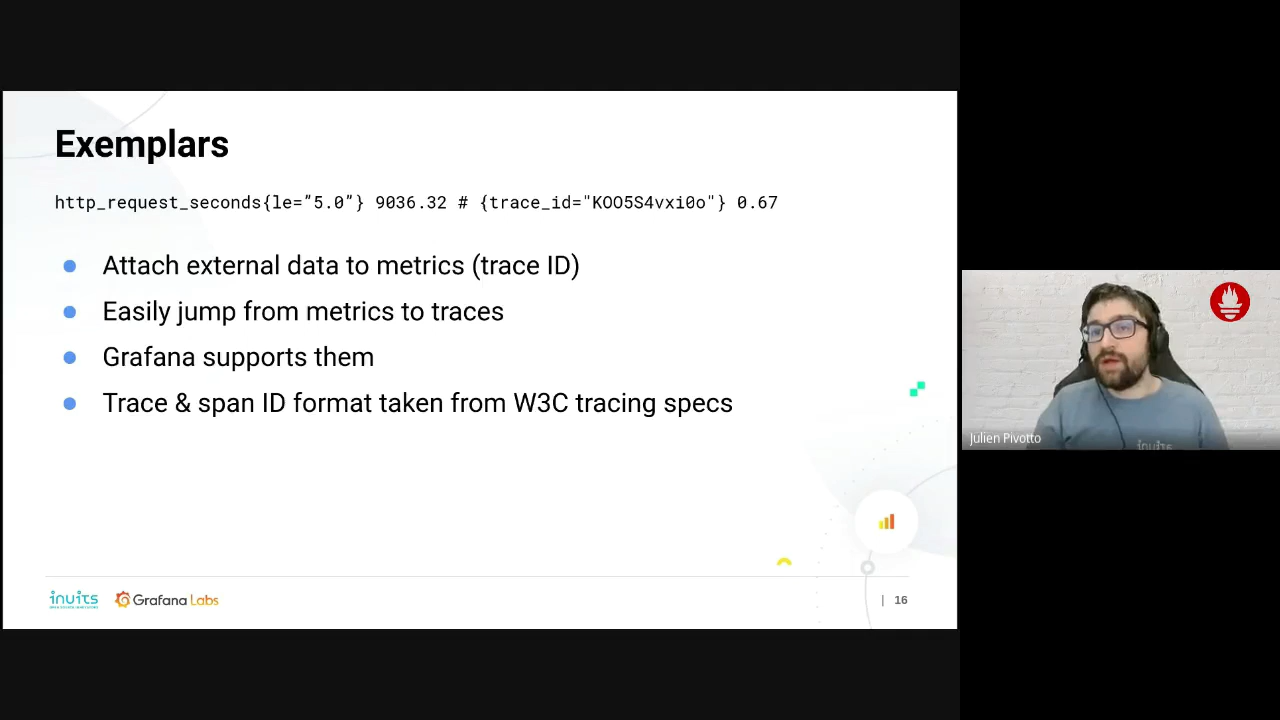 Exemplars
http_request_seconds{le=”5.0”} 9036.32 # {trace_id="KOO5S4vxi0o"} 0.67
Attach external data to metrics (trace ID)
Easily jump from metrics to traces
Grafana supports them
Trace & span ID format taken from W3C tracing specs
inuits
Grafana Labs
| 16
Julien Pivotto
inuits